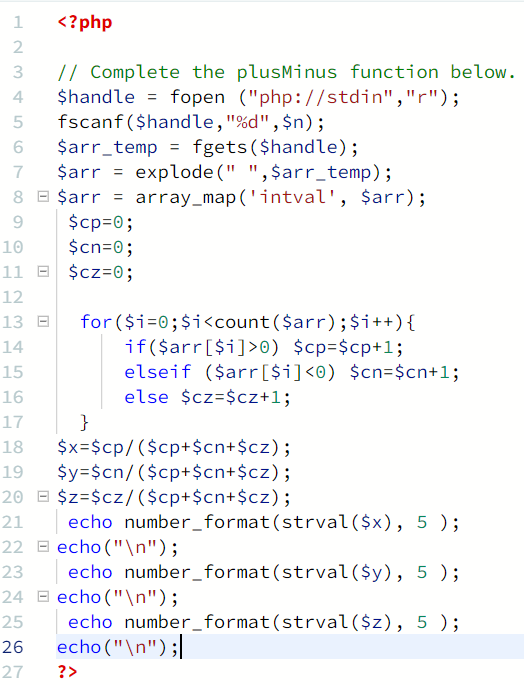 1 <?php
2
3 // Complete the plusMinus function below.
4 $handle = fopen ("php://stdin","r");
5 fscanf($handle,"%d",$n);
6 $arr_temp = fgets($handle);
7 $arr = explode(" ",$arr_temp);
8 $arr = array_map('intval', $arr);
9 $cp=0;
10 $cn=0;
11 $cz=0;
12
13 for($i=0;$i<count($arr);$i++){
14 if($arr[$i]>0) $cp=$cp+1;
15 elseif ($arr[$i]<0) $cn=$cn+1;
16 else $cz=$cz+1;
17 }
18 $x=$cp/($cp+$cn+$cz);
19 $y=$cn/($cp+$cn+$cz);
20 $z=$cz/($cp+$cn+$cz);
21 echo number_format(strval($x), 5 );
22 echo("\n");
23 echo number_format(strval($y), 5 );
24 echo("\n");
25 echo number_format(strval($z), 5 );
26 echo("\n");
27 ?>